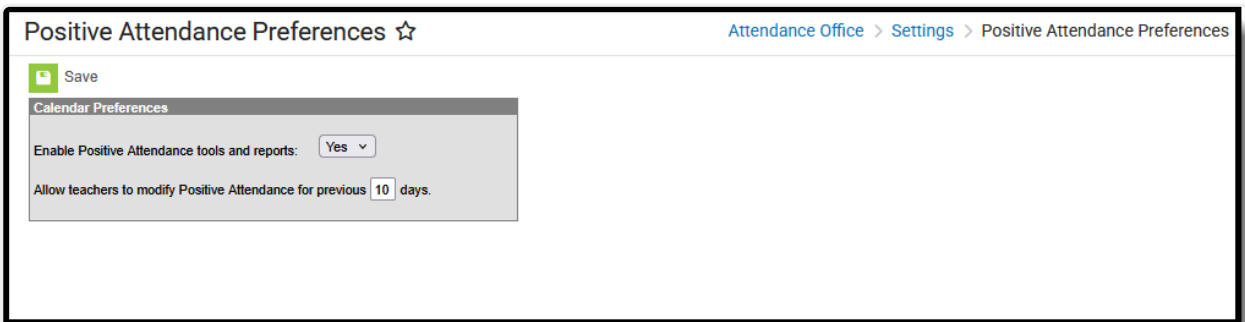 Positive Attendance Preferences
Attendance Office > Settings > Positive Attendance Preferences
Save
Calendar Preferences
Enable Positive Attendance tools and reports: Yes
Allow teachers to modify Positive Attendance for previous 10 days.